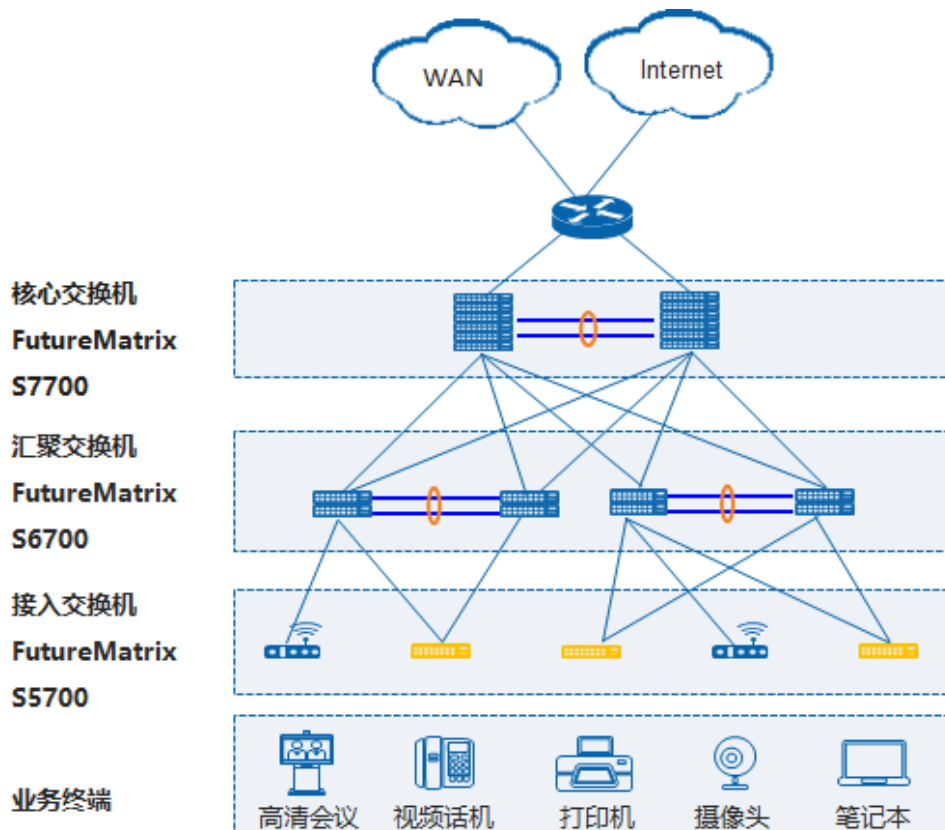 WAN
Internet
核心交换机
FutureMatrix
S7700
汇聚交换机
FutureMatrix
S6700
接入交换机
FutureMatrix
S5700
业务终端
高清会议 视频话机 打印机 摄像头 笔记本